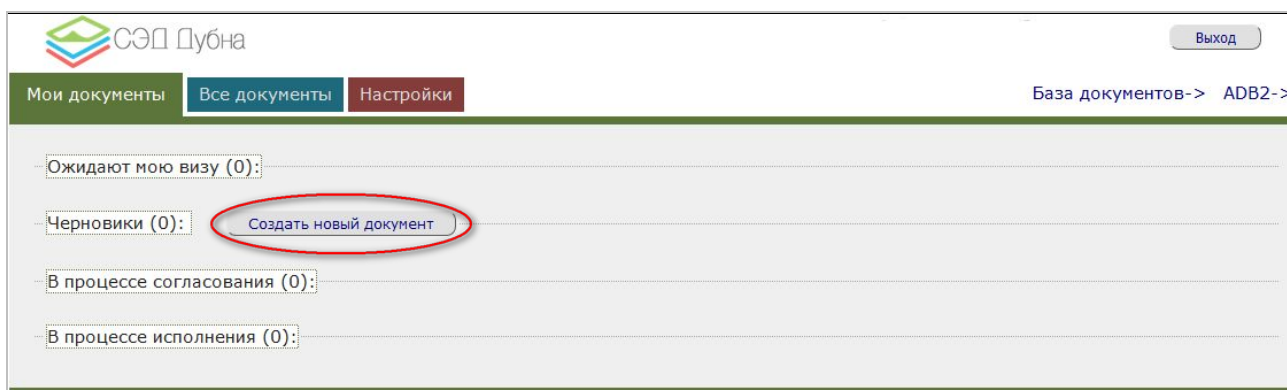 СЭД Дубна
Выход
Мои документы Все документы Настройки База документов-> ADB2->
Ожидают мою визу (0):
Черновики (0): Создать новый документ
В процессе согласования (0):
В процессе исполнения (0):